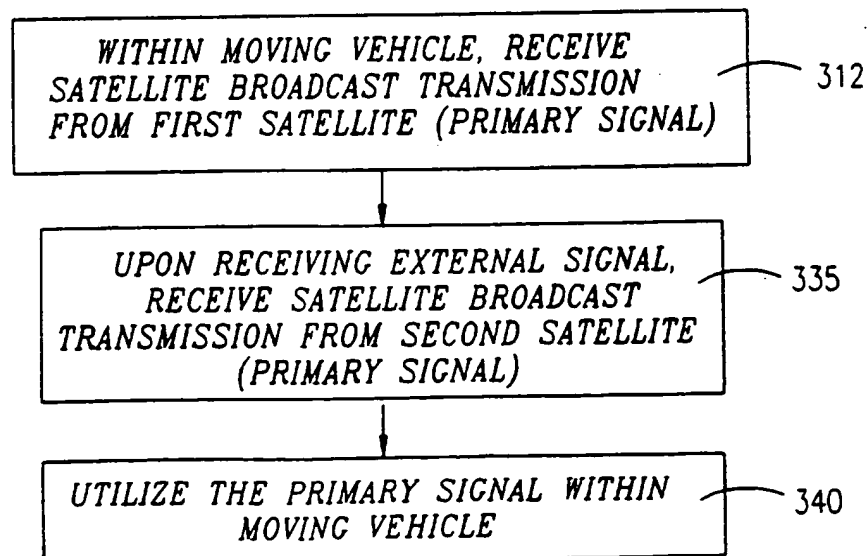 WITHIN MOVING VEHICLE, RECEIVE
SATELLITE BROADCAST TRANSMISSION
FROM FIRST SATELLITE (PRIMARY SIGNAL)
312
UPON RECEIVING EXTERNAL SIGNAL,
RECEIVE SATELLITE BROADCAST
TRANSMISSION FROM SECOND SATELLITE
(PRIMARY SIGNAL)
335
UTILIZE THE PRIMARY SIGNAL WITHIN
MOVING VEHICLE
340